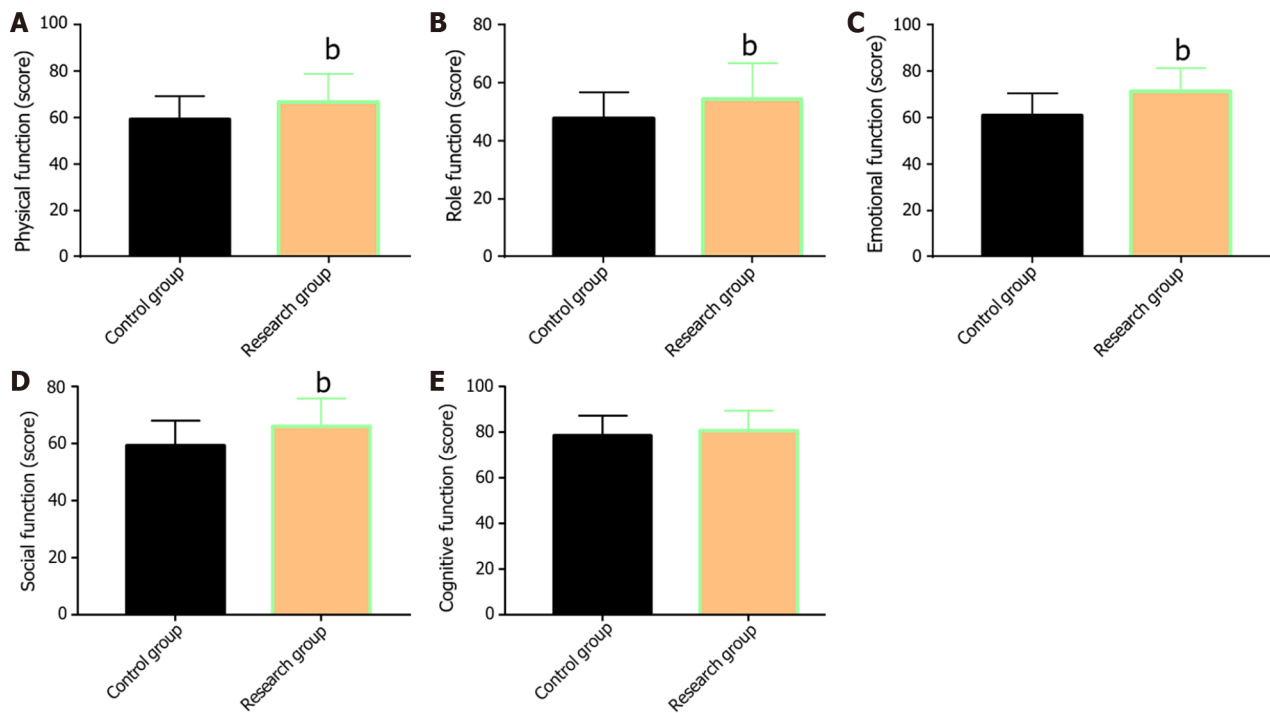 A
Physical function (score)
100
80
60
40
20
0
b
Control group
Research group
B
Role function (score)
80
60
40
20
0
b
Control group
Research group
C
Emotional function (score)
100
80
60
40
20
0
b
Control group
Research group
D
Social function (score)
80
60
40
20
0
b
Control group
Research group
E
Cognitive function (score)
100
80
60
40
20
0
Control group
Research group